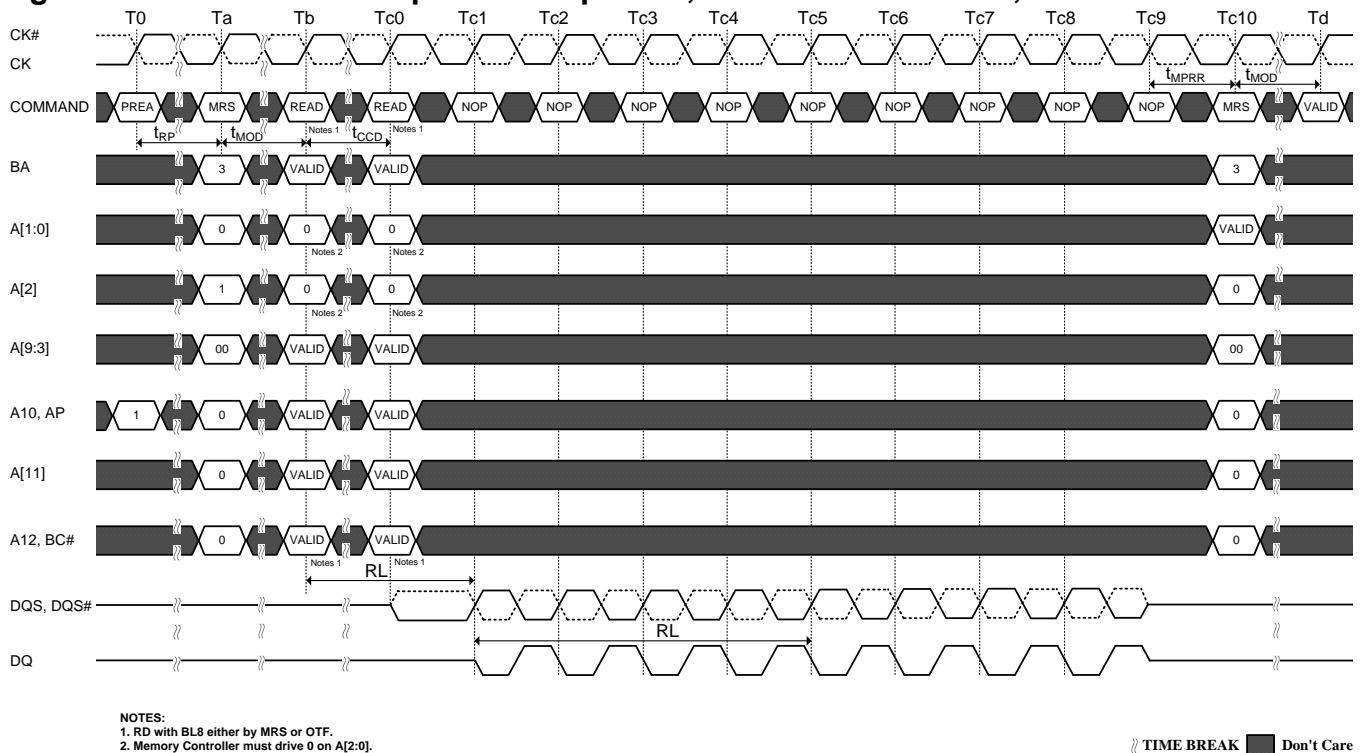 T0 Ta Tb Tc0 Tc1 Tc2 Tc3 Tc4 Tc5 Tc6 Tc7 Tc8 Tc9 Tc10 Td
CK#
CK
tMPRR tMOD
COMMAND PREA MRS READ READ NOP NOP NOP NOP NOP NOP NOP NOP NOP MRS VALID
Notes 1 Notes 1
tRP tMOD tCCD
BA 3 VALID VALID 3
A[1:0] 0 0 0 VALID
Notes 2 Notes 2
A[2] 1 0 0 0
Notes 2 Notes 2
A[9:3] 00 VALID VALID 00
A10, AP 1 0 VALID VALID 0
A[11] 0 VALID VALID 0
A12, BC# 0 VALID VALID 0
Notes 1 Notes 1
RL
DQS, DQS#
RL
DQ
NOTES:
1. RD with BL8 either by MRS or OTF.
2. Memory Controller must drive 0 on A[2:0].
TIME BREAK Don't Care